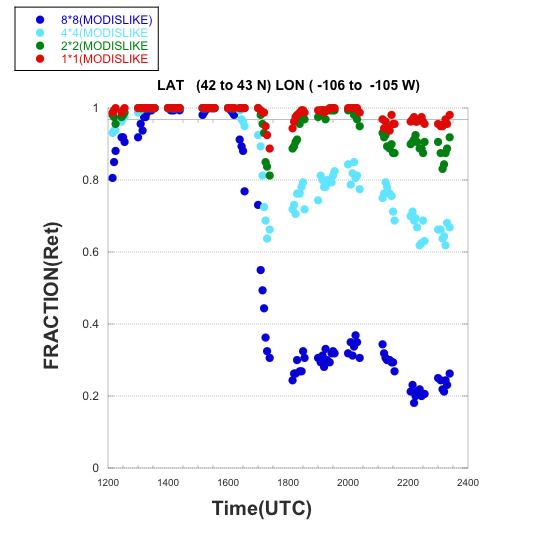 8*8(MODISLIKE)
4*4(MODISLIKE
2*2(MODISLIKE
1*1(MODISLIKE
LAT (42 to 43 N) LON ( -106 to -105 W)
1
0.8
0.6
0.4
0.2
0
FRACTION(Ret)
1200 1400 1600 1800 2000 2200 2400
Time(UTC)